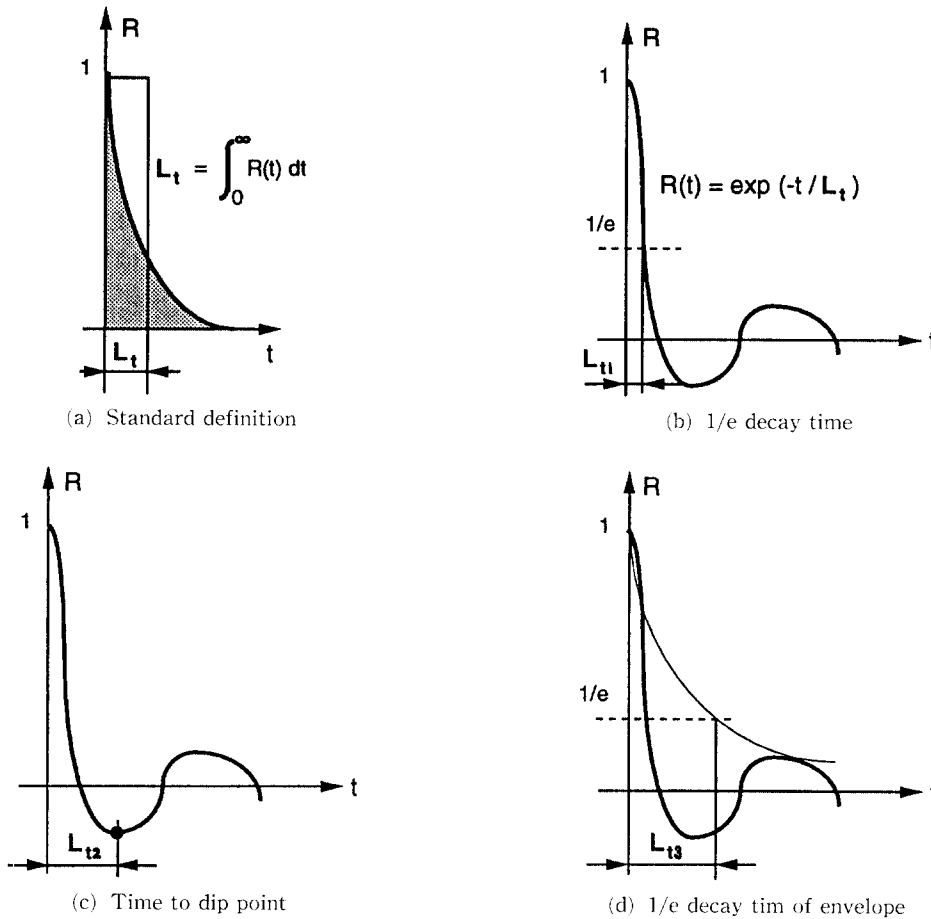 R
1
L_t = ∫_0^∞ R(t) dt
t
L_t
(a) Standard definition
R
1
R(t) = exp (-t / L_t)
1/e
t
L_t1
(b) 1/e decay time
R
1
t
L_t2
(c) Time to dip point
R
1
1/e
t
L_t3
(d) 1/e decay tim of envelope